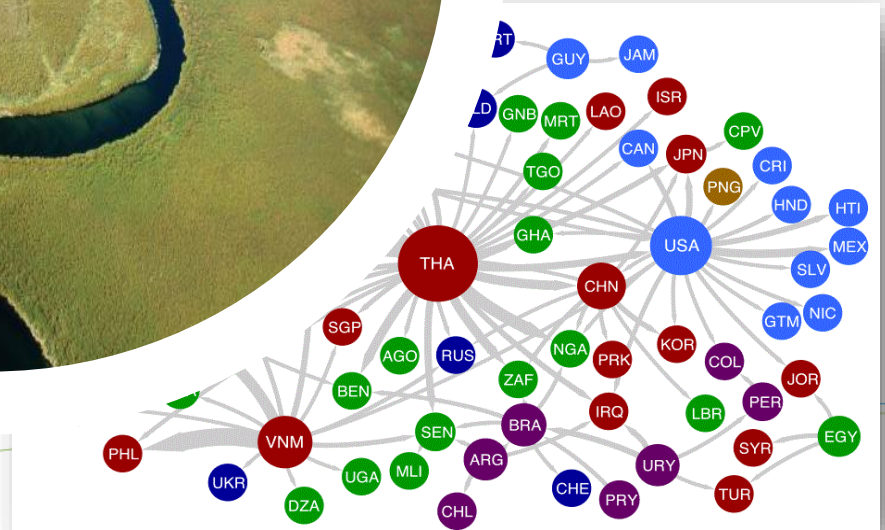 RT
GUY
JAM
LD
GNB
MRT
LAO
ISR
CAN
JPN
CPV
TGO
PNG
CRI
HND
HTI
GHA
USA
MEX
THA
SLV
CHN
GTM
NIC
SGP
AGO
RUS
NGA
PRK
KOR
COL
JOR
BEN
ZAF
IRQ
LBR
PER
PHL
VNM
SEN
BRA
EGY
SYR
UKR
UGA
MLI
ARG
URY
DZA
CHL
CHE
PRY
TUR